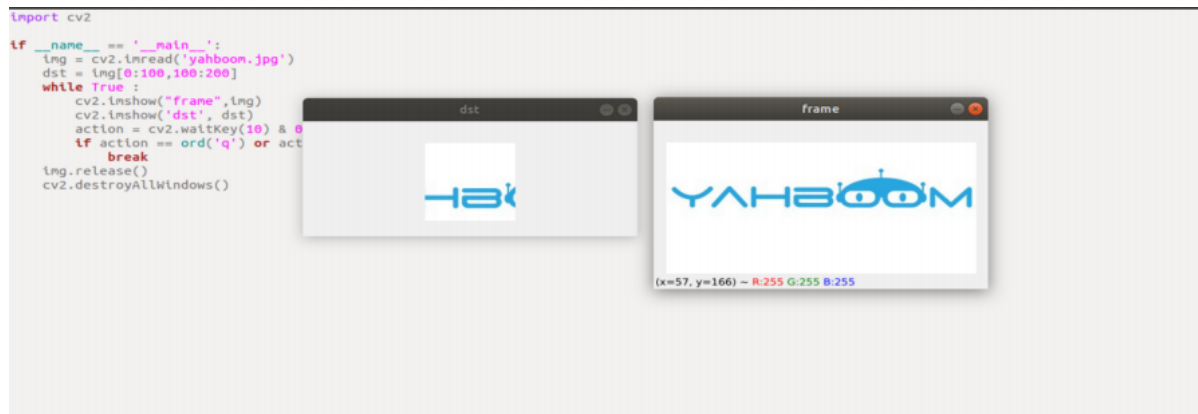 import cv2
if __name__ == '__main__':
img = cv2.imread('yahboom.jpg')
dst = img[0:100,100:200]
while True :
cv2.imshow("frame",img)
cv2.imshow('dst', dst)
action = cv2.waitKey(10) & 0
if action == ord('q') or act
break
img.release()
cv2.destroyAllWindows()
dst
HBO
frame
YAHBOOM
(x=57, y=166) ~ R:255 G:255 B:255